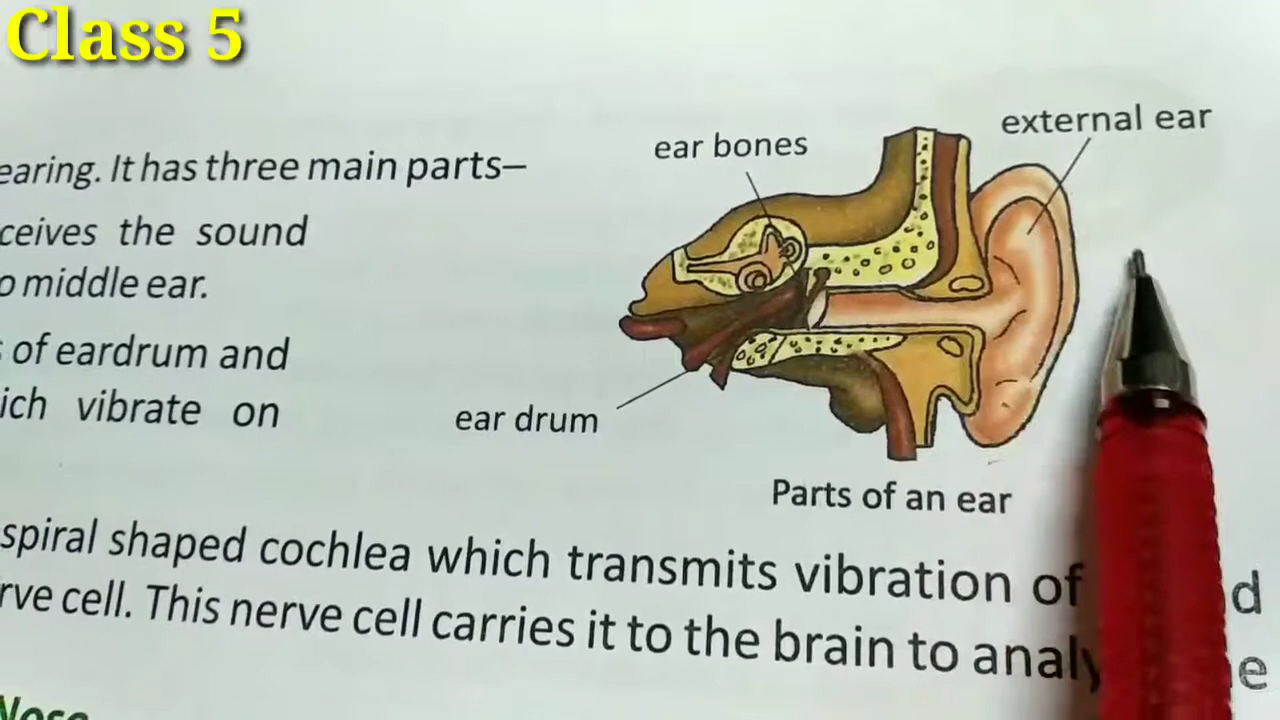 Class 5
external ear
ear bones
earing. It has three main parts–
ceives the sound
o middle ear.
of eardrum and
ich vibrate on
ear drum
Parts of an ear
spiral shaped cochlea which transmits vibration of d
rve cell. This nerve cell carries it to the brain to analy e
Nose